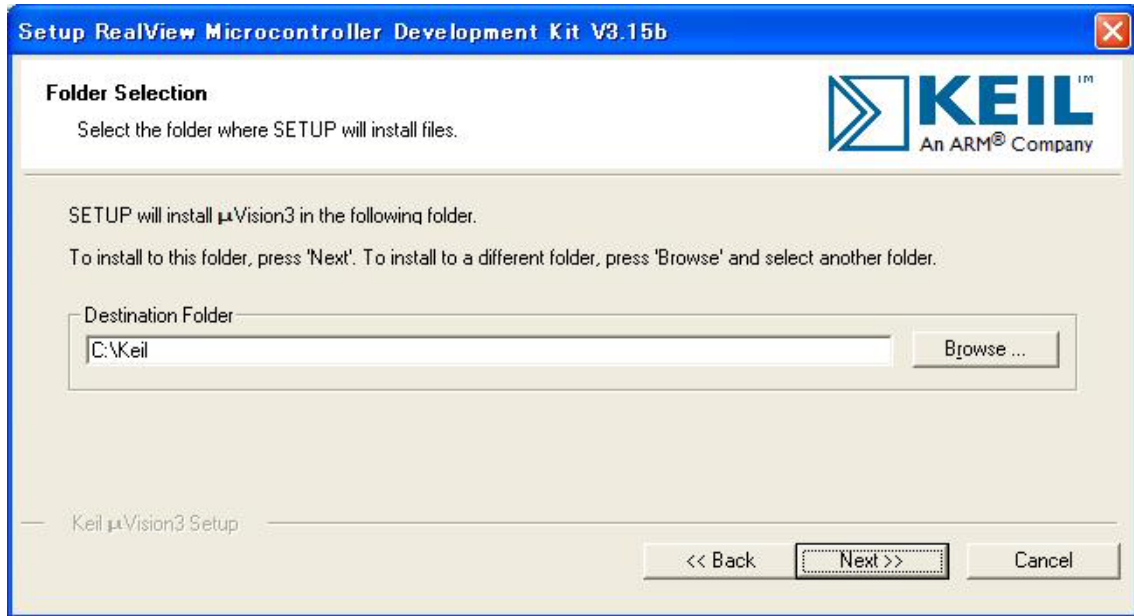 Setup RealView Microcontroller Development Kit V3.15b
Folder Selection
Select the folder where SETUP will install files.
KEIL™
An ARM® Company
SETUP will install µVision3 in the following folder.
To install to this folder, press 'Next'. To install to a different folder, press 'Browse' and select another folder.
Destination Folder
C:\Keil
Browse ...
Keil µVision3 Setup
<< Back
Next >>
Cancel